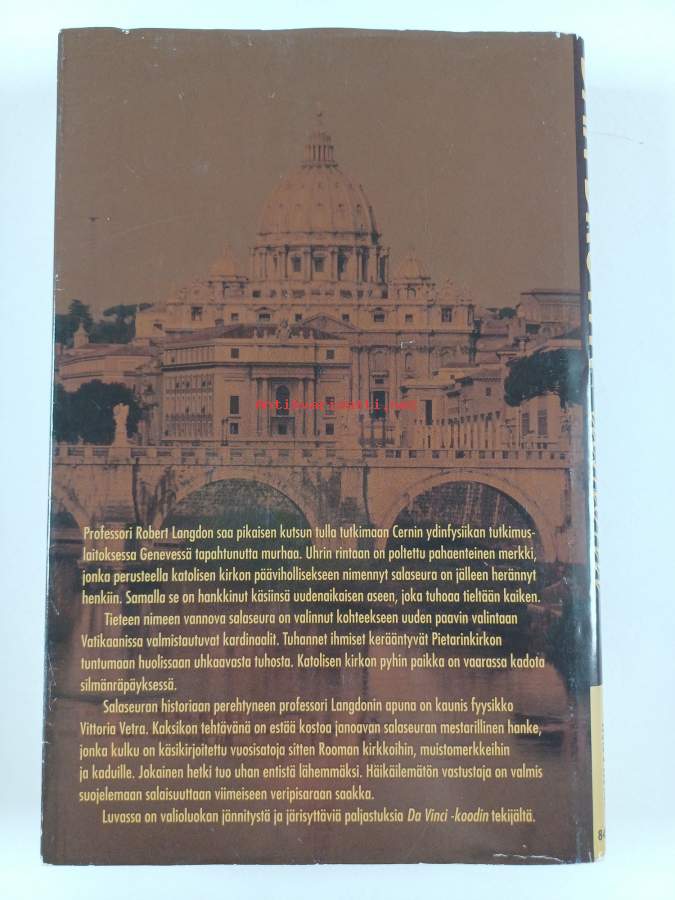 antikvariaatti.net
Professori Robert Langdon saa pikaisen kutsun tulla tutkimaan Cernin ydinfysiikan tutkimus-
laitoksessa Genevessä tapahtunutta murhaa. Uhrin rintaan on poltettu pahaenteinen merkki,
jonka perusteella katolisen kirkon päävihollisekseen nimennyt salaseura on jälleen herännyt
henkiin. Samalla se on hankkinut käsiinsä uudenaikaisen aseen, joka tuhoaa tieltään kaiken.
Tieteen nimeen vannova salaseura on valinnut kohteekseen uuden paavin valintaan
Vatikaanissa valmistautuvat kardinaalit. Tuhannet ihmiset kerääntyvät Pietarinkirkon
tuntumaan huolissaan uhkaavasta tuhosta. Katolisen kirkon pyhin paikka on vaarassa kadota
silmänräpäyksessä.
Salaseuran historiaan perehtyneen professori Langdonin apuna on kaunis fyysikko
Vittoria Vetra. Kaksikon tehtävänä on estää kostoa janoavan salaseuran mestarillinen hanke,
jonka kulku on käsikirjoitettu vuosisatoja sitten Rooman kirkkoihin, muistomerkkeihin
ja kaduille. Jokainen hetki tuo uhan entistä lähemmäksi. Häikäilemätön vastustaja on valmis
suojelemaan salaisuuttaan viimeiseen veripisaraan saakka.
Luvassa on valioluokan jännitystä ja järisyttäviä paljastuksia Da Vinci -koodin tekijältä.
84